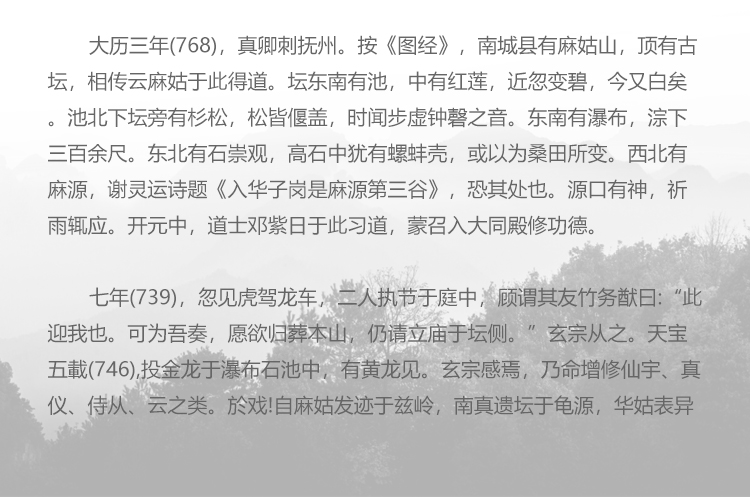 大历三年(768)，真卿刺抚州。按《图经》，南城县有麻姑山，顶有古
坛，相传云麻姑于此得道。坛东南有池，中有红莲，近忽变碧，今又白矣
。池北下坛旁有杉松，松皆偃盖，时闻步虚钟磬之音。东南有瀑布，淙下
三百余尺。东北有石崇观，高石中犹有螺蚌壳，或以为桑田所变。西北有
麻源，谢灵运诗题《入华子岗是麻源第三谷》，恐其处也。源口有神，祈
雨辄应。开元中，道士邓紫日于此习道，蒙召入大同殿修功德。
七年(739)，忽见虎驾龙车，二人执节于庭中，顾谓其友竹务猷曰:“此
迎我也。可为吾奏，愿欲归葬本山，仍请立庙于坛侧。”玄宗从之。天宝
五載(746),投金龙于瀑布石池中，有黄龙见。玄宗感焉，乃命增修仙宇、真
仪、侍从、云之类。於戏!自麻姑发迹于兹岭，南真遗坛于龟源，华姑表异